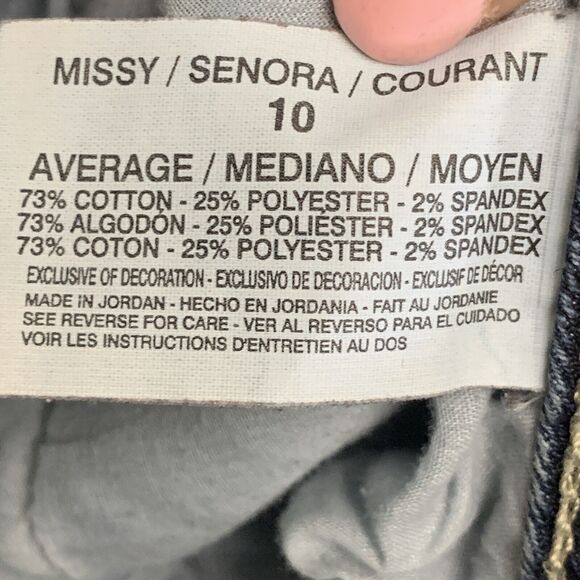 MISSY / SENORA / COURANT
10
AVERAGE / MEDIANO / MOYEN
73% COTTON - 25% POLYESTER - 2% SPANDEX
73% ALGODÓN - 25% POLIÉSTER - 2% SPANDEX
73% COTON - 25% POLYESTER - 2% SPANDEX
EXCLUSIVE OF DECORATION - EXCLUSIVO DE DECORACION - EXCLUSIF DE DÉCOR
MADE IN JORDAN - HECHO EN JORDANIA - FAIT AU JORDANIE
SEE REVERSE FOR CARE - VER AL REVERSO PARA EL CUIDADO
VOIR LES INSTRUCTIONS D'ENTRETIEN AU DOS